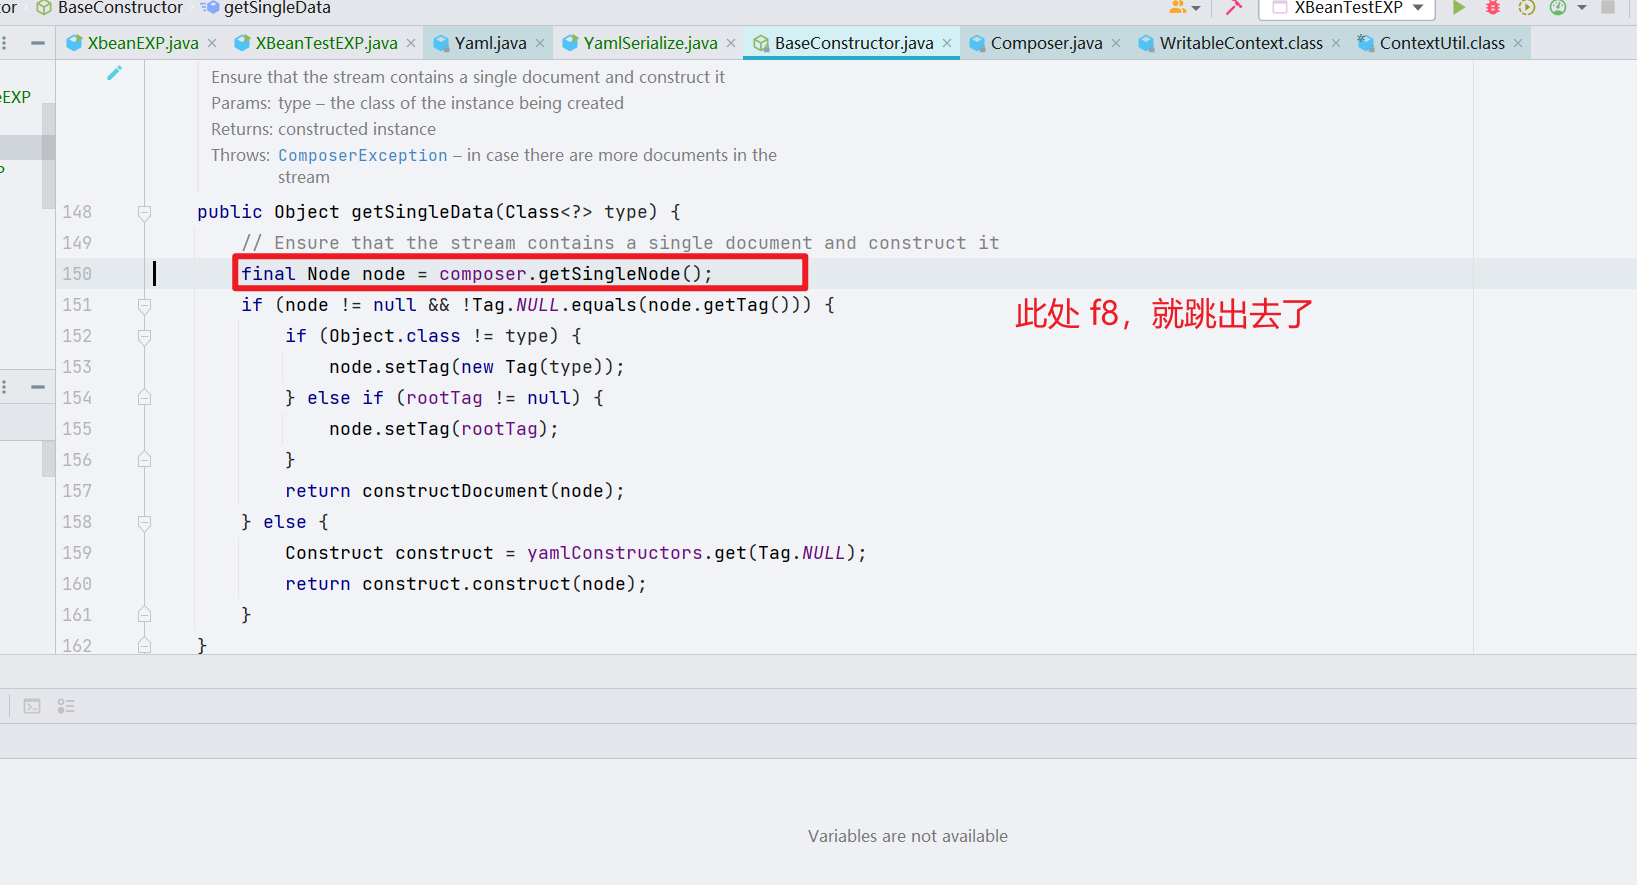 or BaseConstructor getSingleData XBeanTestEXP
XbeanEXP.java XBeanTestEXP.java Yaml.java YamlSerialize.java BaseConstructor.java Composer.java WritableContext.class ContextUtil.class
eEXP
Ensure that the stream contains a single document and construct it
Params: type – the class of the instance being created
Returns: constructed instance
Throws: ComposerException – in case there are more documents in the
stream
148 public Object getSingleData(Class<?> type) {
149 // Ensure that the stream contains a single document and construct it
150 final Node node = composer.getSingleNode();
151 if (node != null && !Tag.NULL.equals(node.getTag())) {
此处 f8，就跳出去了
152 if (Object.class != type) {
153 node.setTag(new Tag(type));
154 } else if (rootTag != null) {
155 node.setTag(rootTag);
156 }
157 return constructDocument(node);
158 } else {
159 Construct construct = yamlConstructors.get(Tag.NULL);
160 return construct.construct(node);
161 }
162 }
Variables are not available